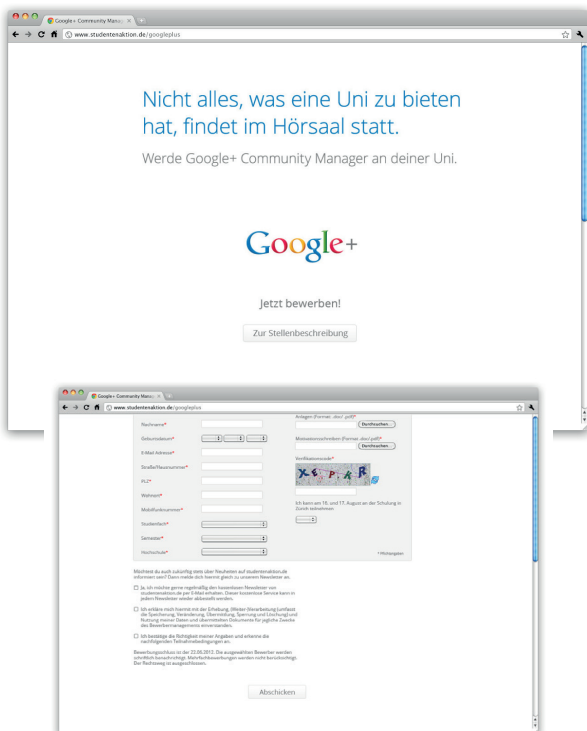 Google+ Community Manag
www.studentenaktion.de/googleplus
Nicht alles, was eine Uni zu bieten
hat, findet im Hörsaal statt.
Werde Google+ Community Manager an deiner Uni.
Google+
Jetzt bewerben!
Zur Stellenbeschreibung
Google+ Community Manag
www.studentenaktion.de/googleplus
Nachname*
Geburtsdatum*
E-Mail Adresse*
Straße/Hausnummer*
PLZ*
Wohnort*
Mobilfunknummer*
Studienfach*
Semester*
Hochschule*
Anlagen (Format: .doc/ .pdf)*
Durchsuchen...
Motivationsschreiben (Format: .doc/ .pdf)*
Durchsuchen...
Verifikationscode*
Ich kann am 16. und 17. August an der Schulung in
Zürich teilnehmen
*Pflichtangaben
Möchtest du auch zukünftig stets über Neuheiten auf studentenaktion.de
informiert sein? Dann melde dich hiermit gleich zu unserem Newsletter an.
Ja, ich möchte gerne regelmäßig den kostenlosen Newsletter von
studentenaktion.de per E-Mail erhalten. Dieser kostenlose Service kann in
jedem Newsletter wieder abbestellt werden.
Ich erkläre mich hiermit mit der Erhebung, (Weiter-)Verarbeitung (umfasst
die Speicherung, Veränderung, Übermittlung, Sperrung und Löschung) und
Nutzung meiner Daten und übermittelten Dokumente für jegliche Zwecke
des Bewerbermanagements einverstanden.
Ich bestätige die Richtigkeit meiner Angaben und erkenne die
nachfolgenden Teilnahmebedingungen an.
Bewerbungsschluss ist der 22.06.2012. Die ausgewählten Bewerber werden
schriftlich benachrichtigt. Mehrfachbewerbungen werden nicht berücksichtigt.
Der Rechtsweg ist ausgeschlossen.
Abschicken